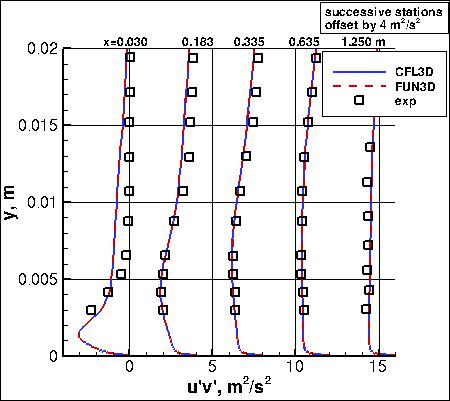 successive stations
offset by 4 m²/s²
0.02
x=0.030 0.183 0.335 0.635 1.250 m
CFL3D
FUN3D
exp
0.015
y, m
0.01
0.005
0
0 5 10 15
u'v', m²/s²